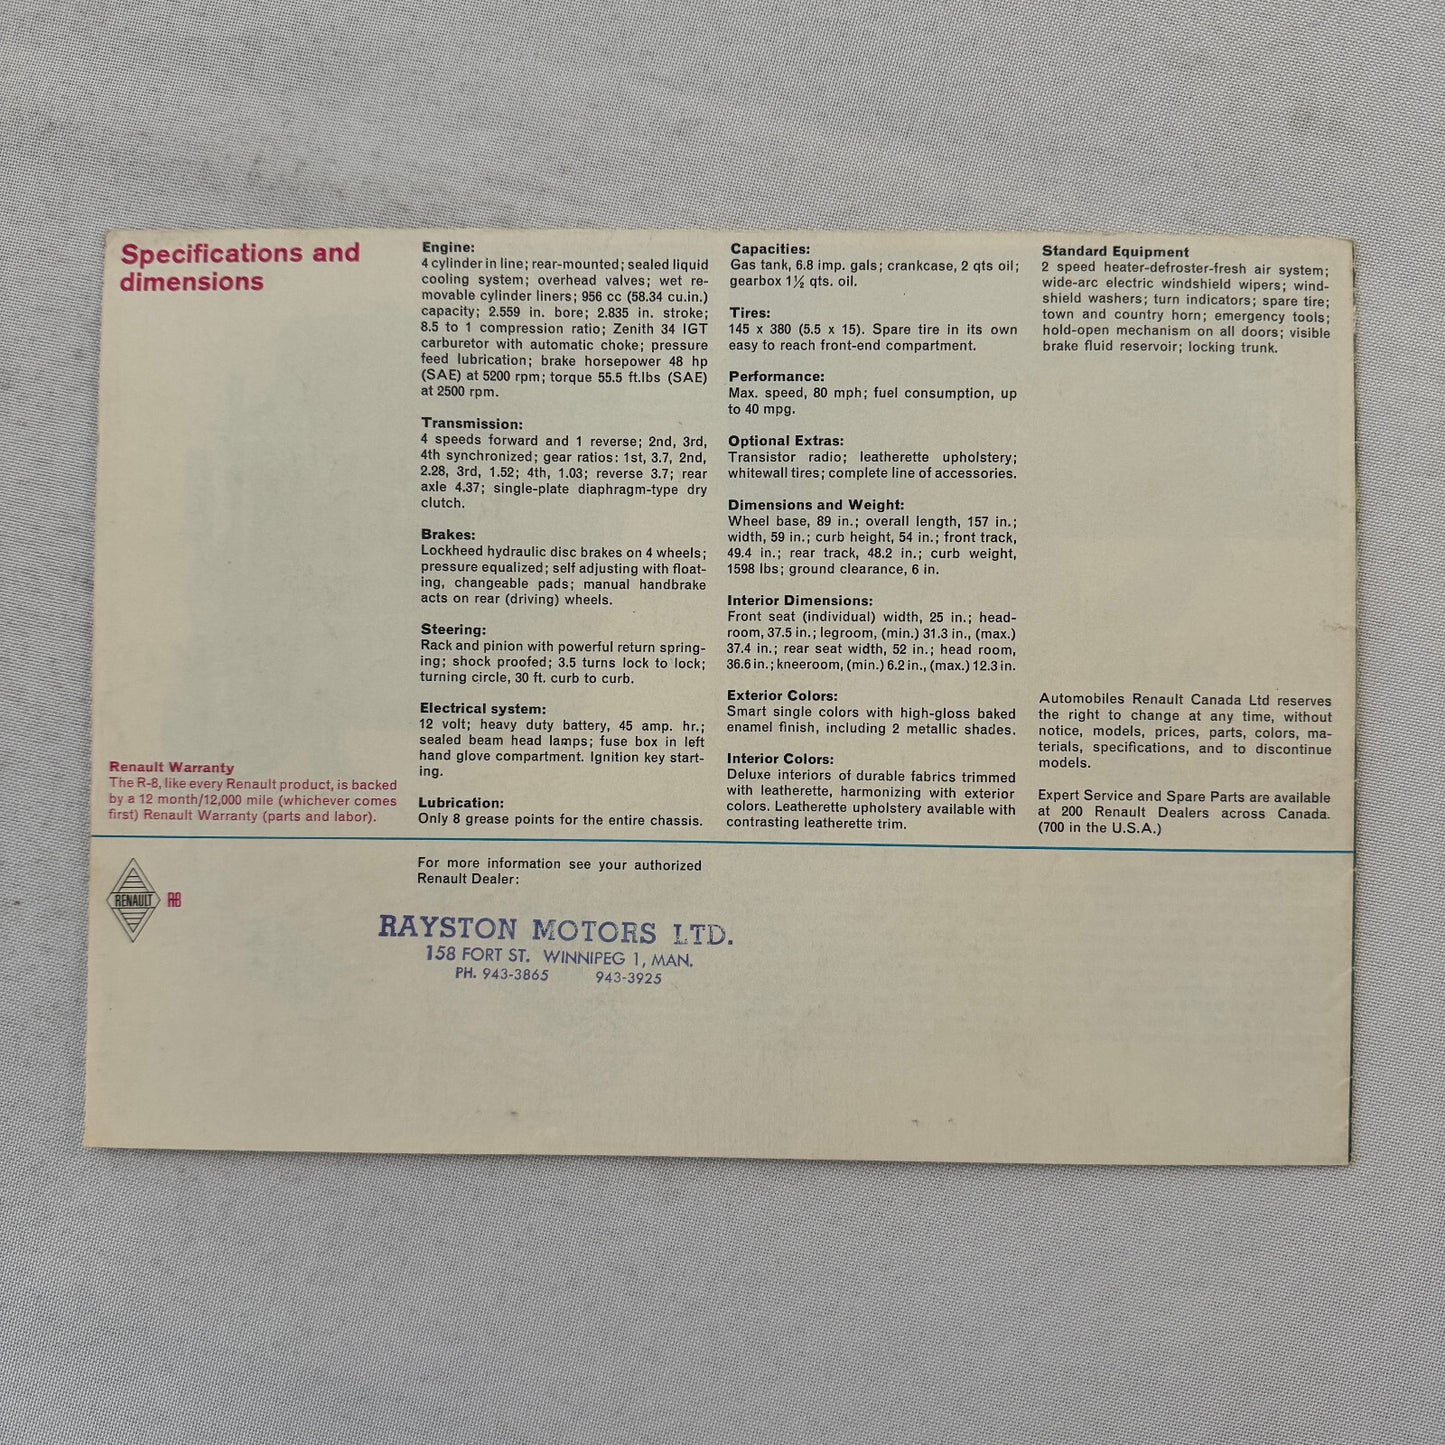 Specifications and
dimensions
Renault Warranty
The R-8, like every Renault product, is backed
by a 12 month/12,000 mile (whichever comes
first) Renault Warranty (parts and labor).
Engine:
4 cylinder in line; rear-mounted; sealed liquid
cooling system; overhead valves; wet re-
movable cylinder liners; 956 cc (58.34 cu.in.)
capacity; 2.559 in. bore; 2.835 in. stroke;
8.5 to 1 compression ratio; Zenith 34 IGT
carburetor with automatic choke; pressure
feed lubrication; brake horsepower 48 hp
(SAE) at 5200 rpm; torque 55.5 ft.lbs (SAE)
at 2500 rpm.
Transmission:
4 speeds forward and 1 reverse; 2nd, 3rd,
4th synchronized; gear ratios: 1st, 3.7, 2nd,
2.28, 3rd, 1.52; 4th, 1.03; reverse 3.7; rear
axle 4.37; single-plate diaphragm-type dry
clutch.
Brakes:
Lockheed hydraulic disc brakes on 4 wheels;
pressure equalized; self adjusting with float-
ing, changeable pads; manual handbrake
acts on rear (driving) wheels.
Steering:
Rack and pinion with powerful return spring-
ing; shock proofed; 3.5 turns lock to lock;
turning circle, 30 ft. curb to curb.
Electrical system:
12 volt; heavy duty battery, 45 amp. hr.;
sealed beam head lamps; fuse box in left
hand glove compartment. Ignition key start-
ing.
Lubrication:
Only 8 grease points for the entire chassis.
Capacities:
Gas tank, 6.8 imp. gals; crankcase, 2 qts oil;
gearbox 1½ qts. oil.
Tires:
145 x 380 (5.5 x 15). Spare tire in its own
easy to reach front-end compartment.
Performance:
Max. speed, 80 mph; fuel consumption, up
to 40 mpg.
Optional Extras:
Transistor radio; leatherette upholstery;
whitewall tires; complete line of accessories.
Dimensions and Weight:
Wheel base, 89 in.; overall length, 157 in.;
width, 59 in.; curb height, 54 in.; front track,
49.4 in.; rear track, 48.2 in.; curb weight,
1598 lbs; ground clearance, 6 in.
Interior Dimensions:
Front seat (individual) width, 25 in.; head-
room, 37.5 in.; legroom, (min.) 31.3 in., (max.)
37.4 in.; rear seat width, 52 in.; head room,
36.6 in.; kneeroom, (min.) 6.2 in., (max.) 12.3 in.
Exterior Colors:
Smart single colors with high-gloss baked
enamel finish, including 2 metallic shades.
Interior Colors:
Deluxe interiors of durable fabrics trimmed
with leatherette, harmonizing with exterior
colors. Leatherette upholstery available with
contrasting leatherette trim.
Standard Equipment
2 speed heater-defroster-fresh air system;
wide-arc electric windshield wipers; wind-
shield washers; turn indicators; spare tire;
town and country horn; emergency tools;
hold-open mechanism on all doors; visible
brake fluid reservoir; locking trunk.
Automobiles Renault Canada Ltd reserves
the right to change at any time, without
notice, models, prices, parts, colors, ma-
terials, specifications, and to discontinue
models.
Expert Service and Spare Parts are available
at 200 Renault Dealers across Canada.
(700 in the U.S.A.)
RENAULT R8
For more information see your authorized
Renault Dealer:
RAYSTON MOTORS LTD.
158 FORT ST. WINNIPEG 1, MAN.
PH. 943-3865 943-3925